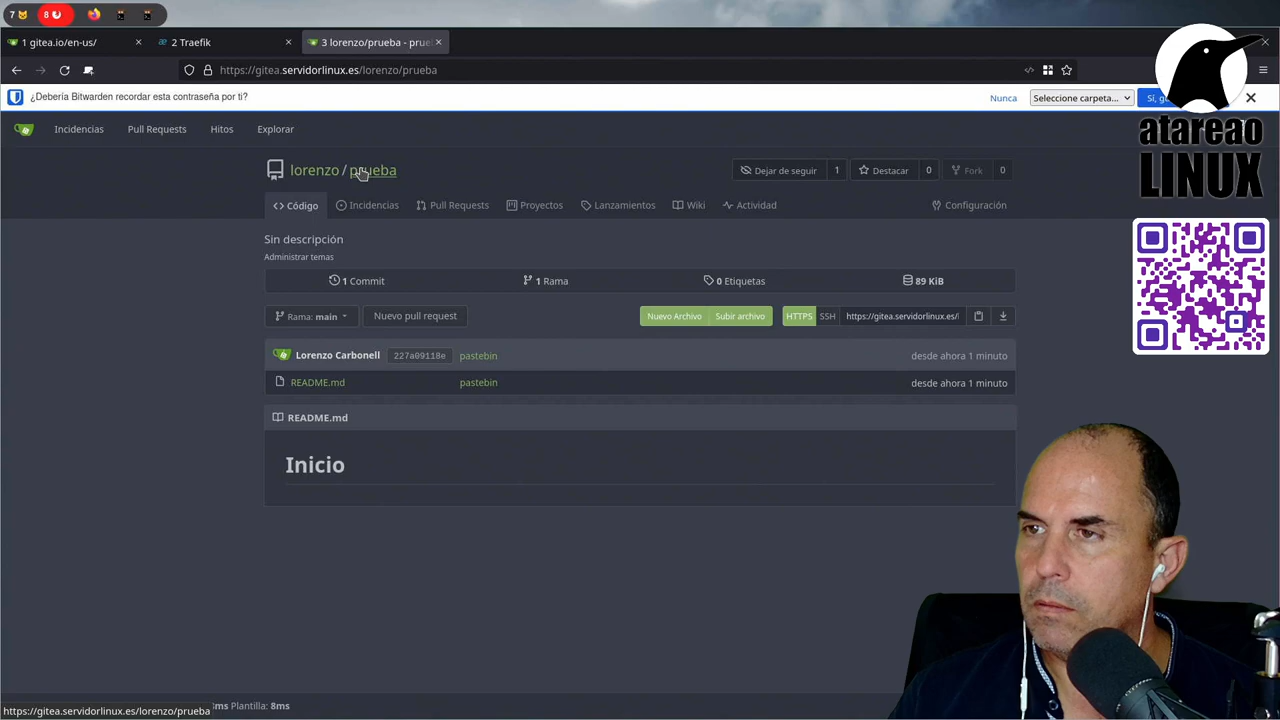 7 8
1 gitea.io/en-us/ 2 Traefik 3 lorenzo/prueba - prue
https://gitea.servidorlinux.es/lorenzo/prueba
¿Debería Bitwarden recordar esta contraseña por ti? Nunca Seleccione carpeta... Sí, g
Incidencias Pull Requests Hitos Explorar
atareao
LINUX
lorenzo/prueba Dejar de seguir 1 Destacar 0 Fork 0
Código Incidencias Pull Requests Proyectos Lanzamientos Wiki Actividad Configuración
Sin descripción
Administrar temas
1 Commit 1 Rama 0 Etiquetas 89 KiB
Rama: main Nuevo pull request Nuevo Archivo Subir archivo HTTPS SSH https://gitea.servidorlinux.es/l
Lorenzo Carbonell 227a09118e pastebin desde ahora 1 minuto
README.md pastebin desde ahora 1 minuto
README.md
Inicio
https://gitea.servidorlinux.es/lorenzo/prueba ms Plantilla: 8ms